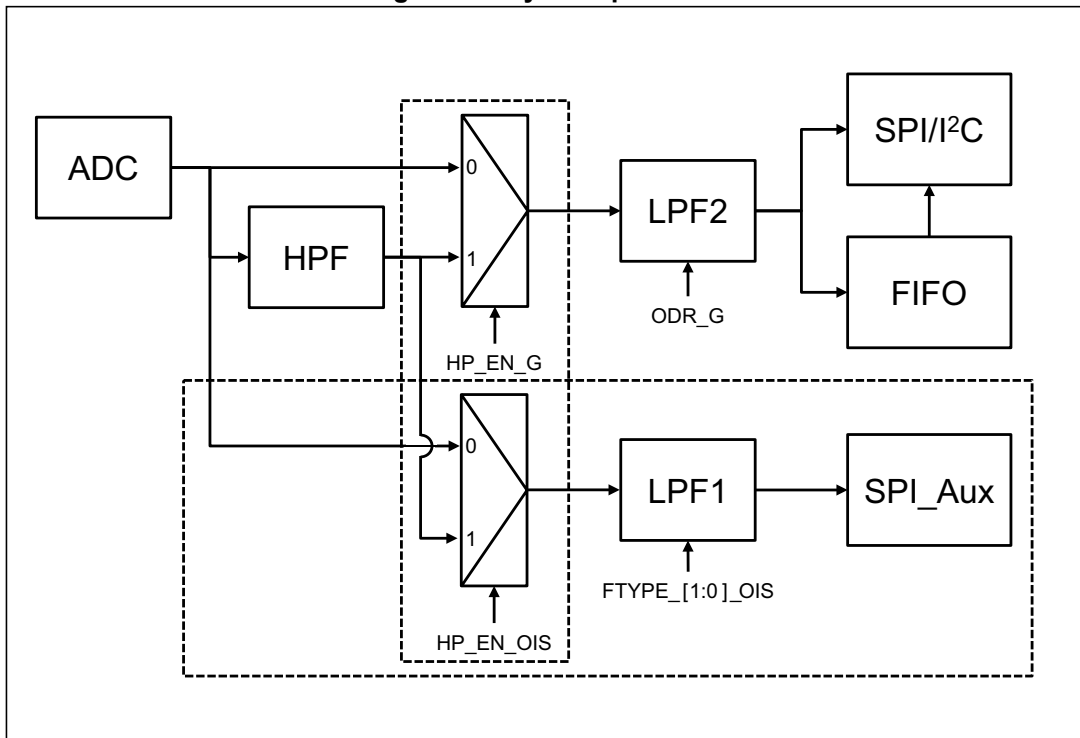 ADC
HPF
0
1
HP_EN_G
LPF2
ODR_G
SPI/I²C
FIFO
0
1
HP_EN_OIS
LPF1
FTYPE_[1:0]_OIS
SPI_Aux